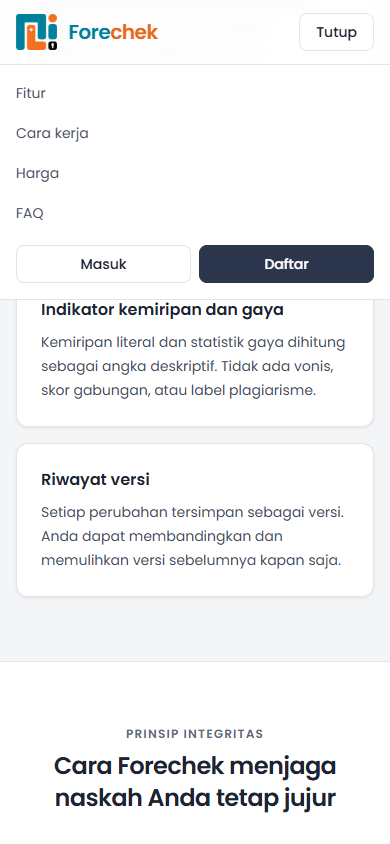 Forechek
Tutup
Fitur
Cara kerja
Harga
FAQ
Masuk
Daftar
Indikator kemiripan dan gaya
Kemiripan literal dan statistik gaya dihitung
sebagai angka deskriptif. Tidak ada vonis,
skor gabungan, atau label plagiarisme.
Riwayat versi
Setiap perubahan tersimpan sebagai versi.
Anda dapat membandingkan dan
memulihkan versi sebelumnya kapan saja.
PRINSIP INTEGRITAS
Cara Forechek menjaga
naskah Anda tetap jujur